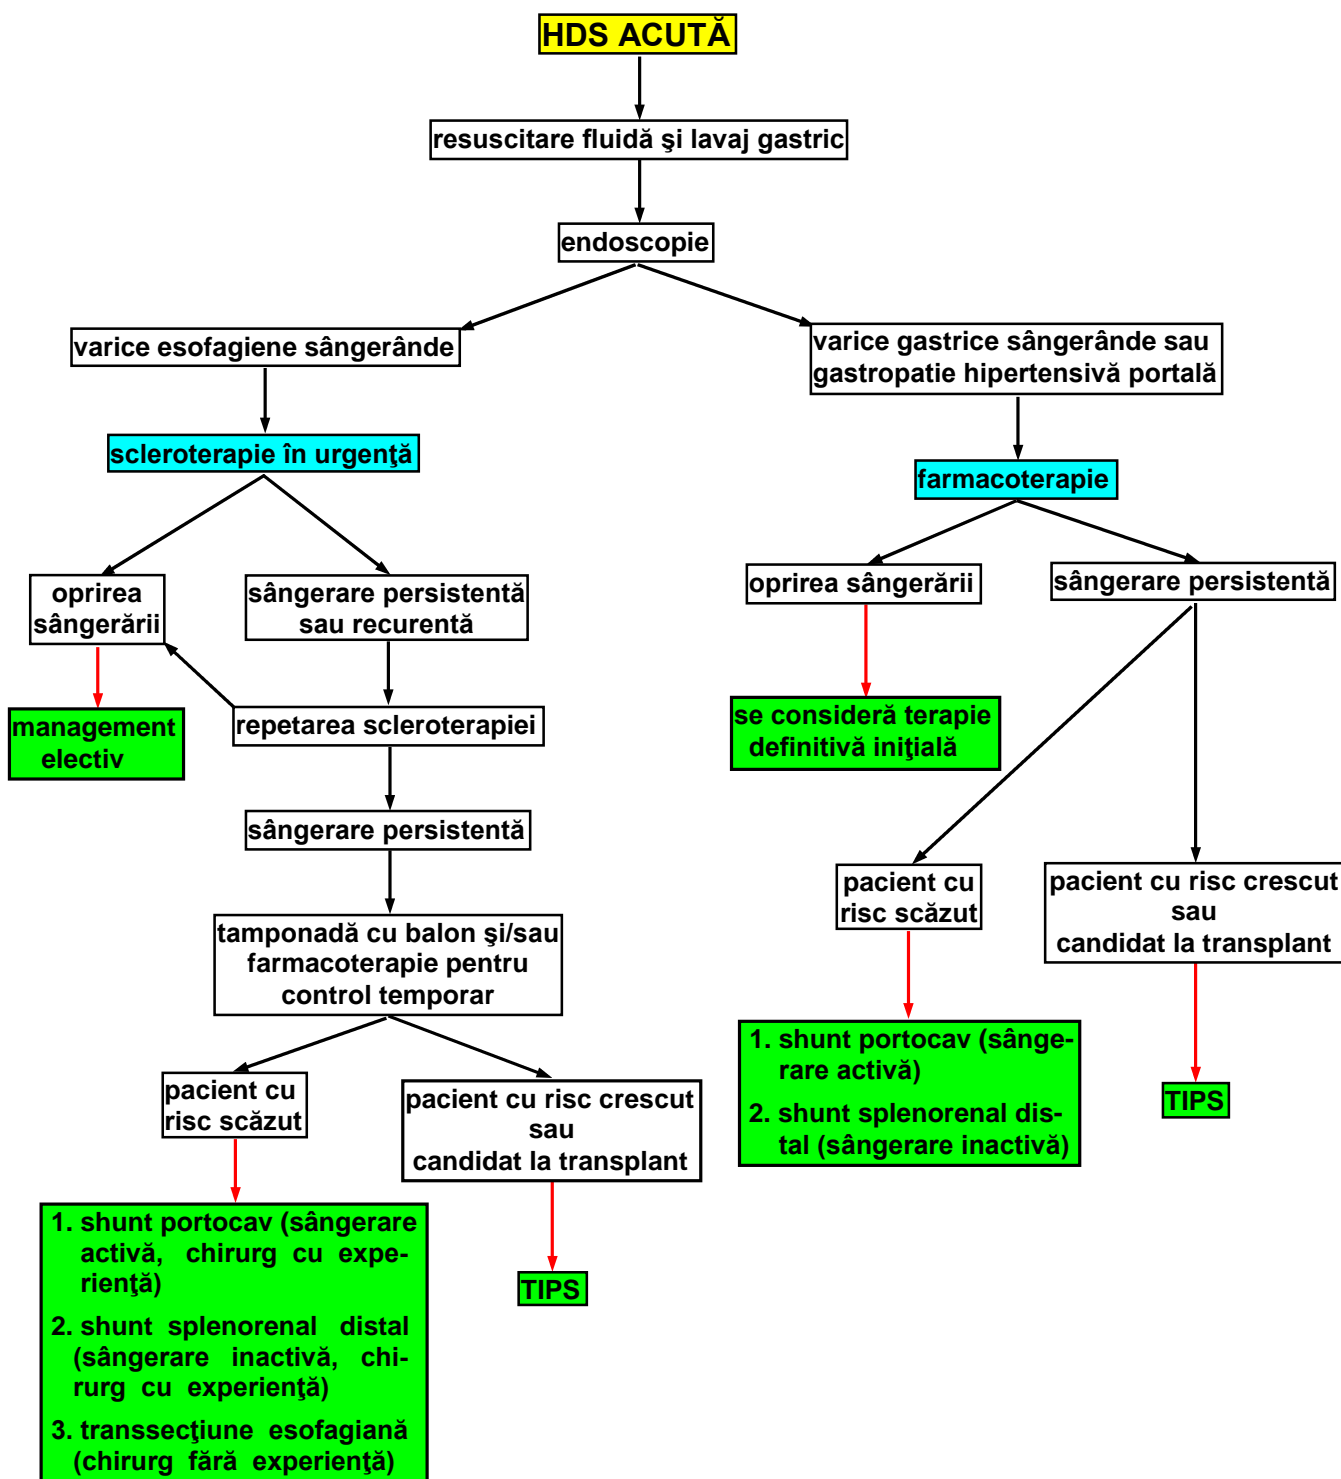 HDS ACUTĂ
resuscitare fluidă şi lavaj gastric
endoscopie
varice esofagiene sângerânde
varice gastrice sângerânde sau
gastropatie hipertensivă portală
scleroterapie în urgenţă
farmacoterapie
oprirea
sângerării
sângerare persistentă
sau recurentă
oprirea sângerării
sângerare persistentă
management
electiv
repetarea scleroterapiei
se consideră terapie
definitivă iniţială
sângerare persistentă
pacient cu
risc scăzut
pacient cu risc crescut
sau
candidat la transplant
tamponadă cu balon şi/sau
farmacoterapie pentru
control temporar
1. shunt portocav (sânge-
rare activă)
2. shunt splenorenal dis-
tal (sângerare inactivă)
TIPS
pacient cu
risc scăzut
pacient cu risc crescut
sau
candidat la transplant
1. shunt portocav (sângerare
activă, chirurg cu expe-
rienţă)
2. shunt splenorenal distal
(sângerare inactivă, chi-
rurg cu experienţă)
3. transsecţiune esofagiană
(chirurg fără experienţă)
TIPS